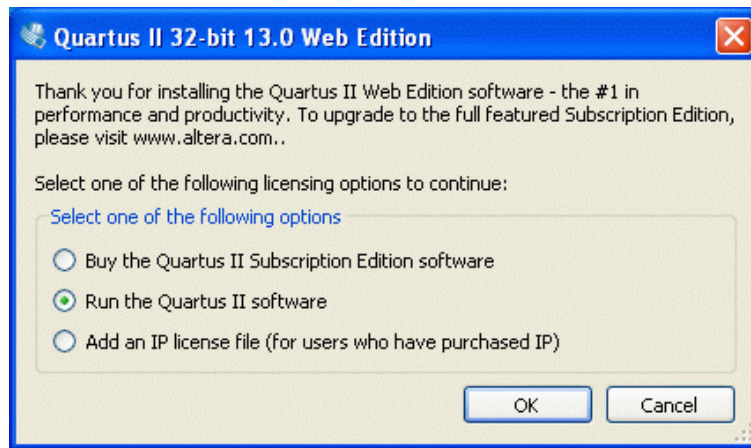 Quartus II 32-bit 13.0 Web Edition
Thank you for installing the Quartus II Web Edition software - the #1 in
performance and productivity. To upgrade to the full featured Subscription Edition,
please visit www.altera.com..
Select one of the following licensing options to continue:
Select one of the following options
Buy the Quartus II Subscription Edition software
Run the Quartus II software
Add an IP license file (for users who have purchased IP)
OK Cancel